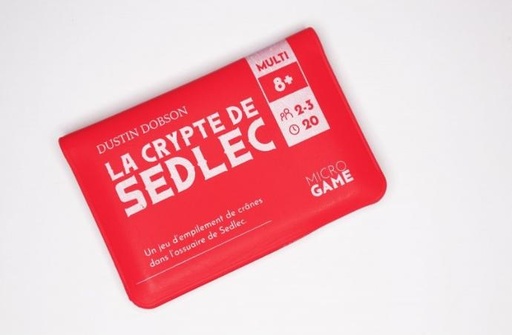 DUSTIN DOBSON
LA CRYPTE DE
SEDLEC
MULTI
8+
2-3
20
Un jeu d'empilement de crânes
dans l'ossuaire de Sedlec.
MICRO
GAME